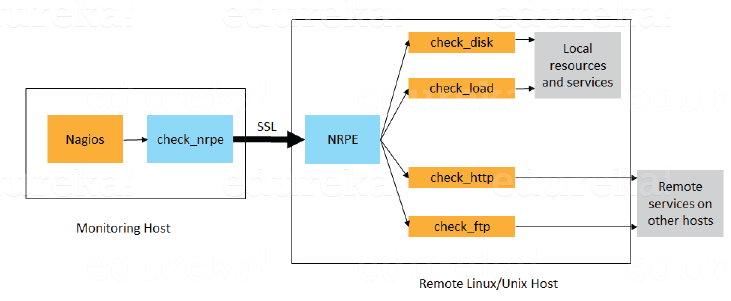 edureka!
check_disk
Local
resources
and services
check_load
SSL
Nagios
check_nrpe
NRPE
check_http
Remote
services on
other hosts
check_ftp
Monitoring Host
Remote Linux/Unix Host